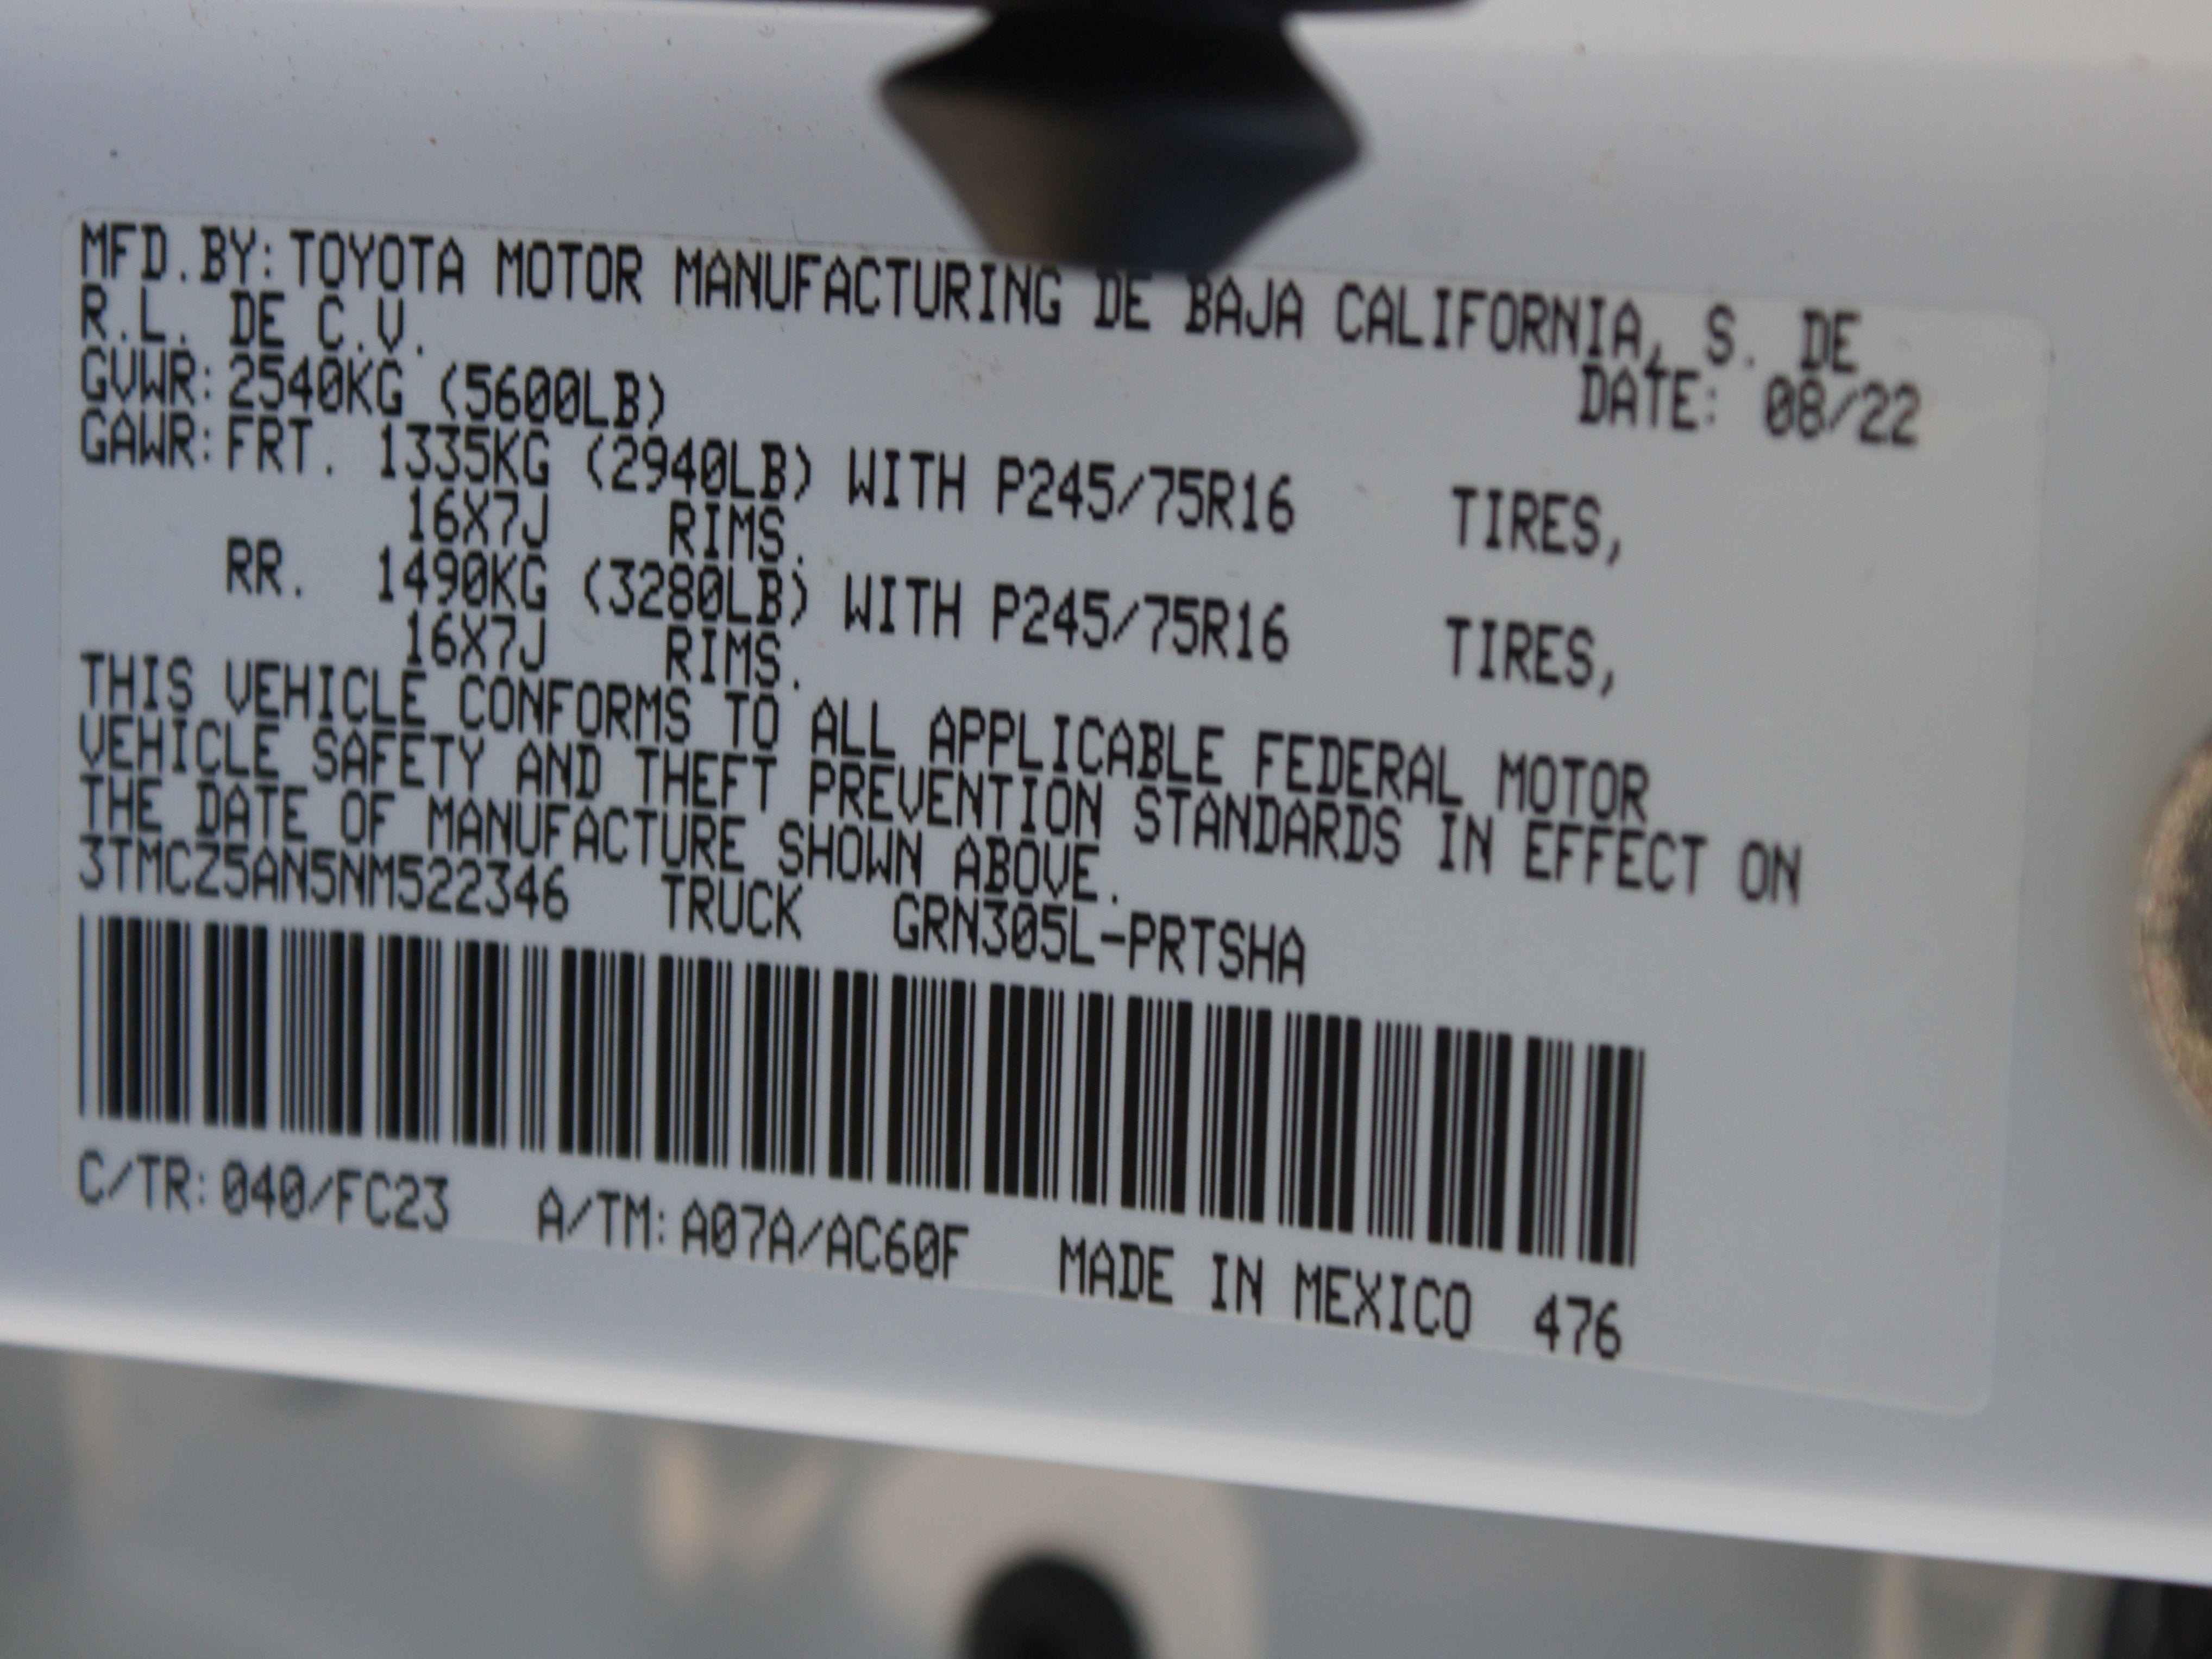 MFD.BY:TOYOTA MOTOR MANUFACTURING DE BAJA CALIFORNIA, S. DE
R.L. DE C.V.
DATE: 08/22
GVWR:2540KG (5600LB)
GAWR:FRT. 1335KG (2940LB) WITH P245/75R16 TIRES,
16X7J RIMS.
RR. 1490KG (3280LB) WITH P245/75R16 TIRES,
16X7J RIMS.
THIS VEHICLE CONFORMS TO ALL APPLICABLE FEDERAL MOTOR
VEHICLE SAFETY AND THEFT PREVENTION STANDARDS IN EFFECT ON
THE DATE OF MANUFACTURE SHOWN ABOVE.
3TMCZ5AN5NM522346 TRUCK GRN305L-PRTSHA
C/TR:040/FC23 A/TM:A07A/AC60F MADE IN MEXICO 476